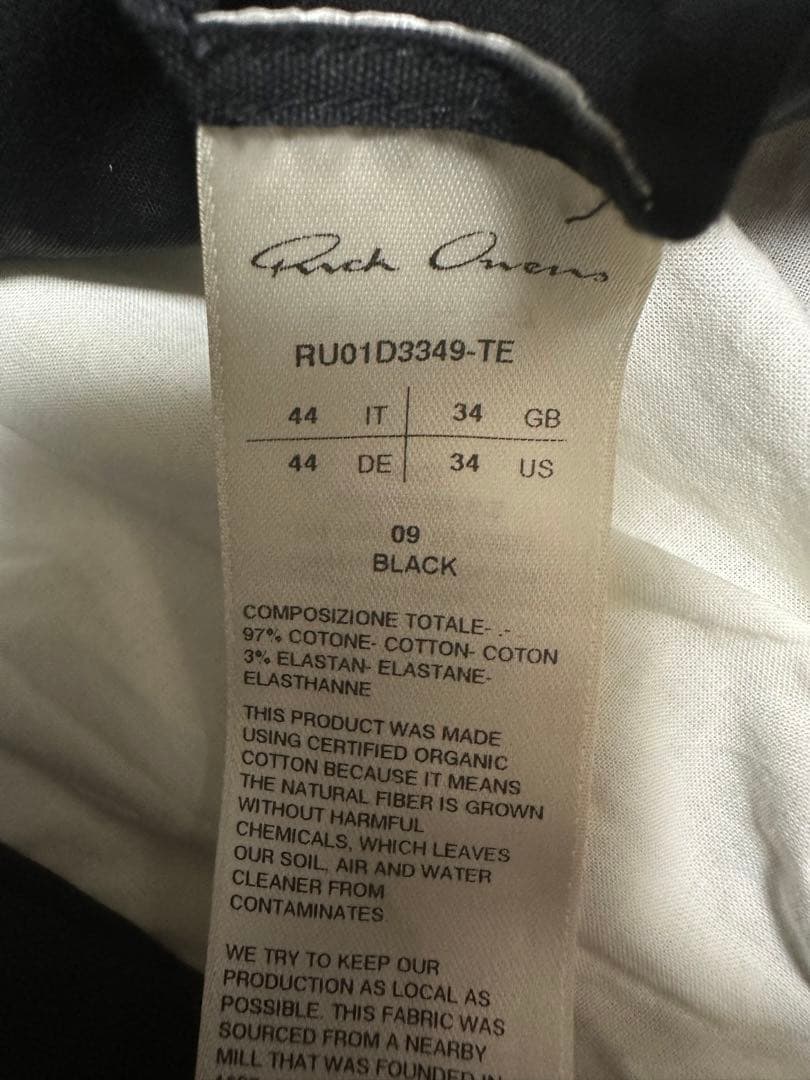 Rick Owens
RU01D3349-TE
44 IT 34 GB
44 DE 34 US
09
BLACK
COMPOSIZIONE TOTALE- .-
97% COTONE- COTTON- COTON
3% ELASTAN- ELASTANE-
ELASTHANNE
THIS PRODUCT WAS MADE
USING CERTIFIED ORGANIC
COTTON BECAUSE IT MEANS
THE NATURAL FIBER IS GROWN
WITHOUT HARMFUL
CHEMICALS, WHICH LEAVES
OUR SOIL, AIR AND WATER
CLEANER FROM
CONTAMINATES
WE TRY TO KEEP OUR
PRODUCTION AS LOCAL AS
POSSIBLE. THIS FABRIC WAS
SOURCED FROM A NEARBY
MILL THAT WAS FOUNDED IN